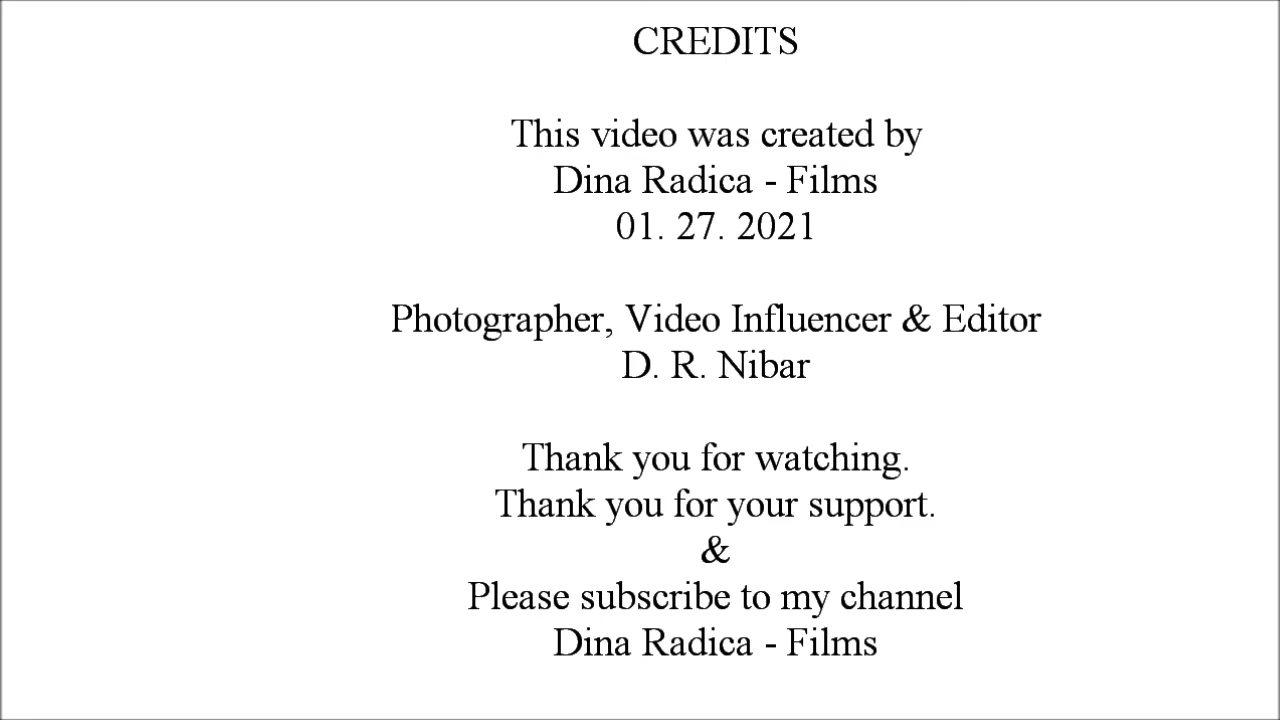 CREDITS
This video was created by
Dina Radica - Films
01. 27. 2021
Photographer, Video Influencer & Editor
D. R. Nibar
Thank you for watching.
Thank you for your support.
&
Please subscribe to my channel
Dina Radica - Films